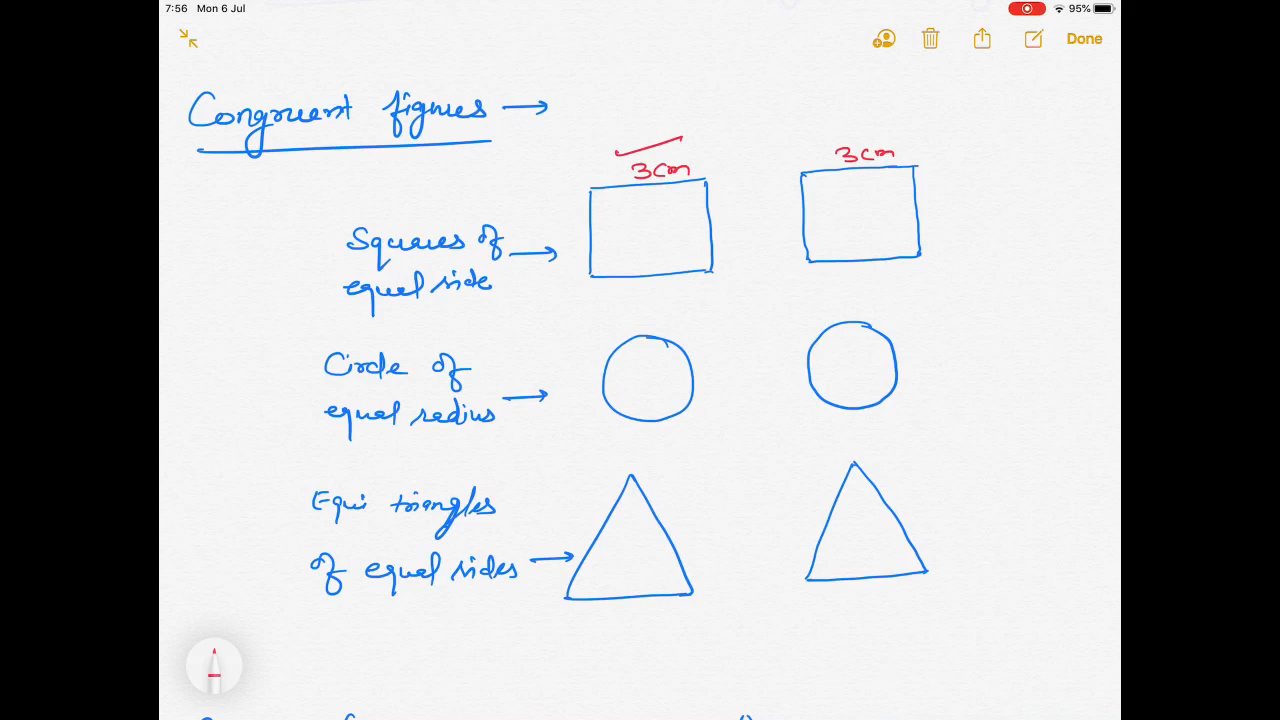 7:56 Mon 6 Jul
95%
Done
Congruent figures →
3cm
3cm
Squares of
equal side
Circle of
equal radius
Equi triangles
of equal sides